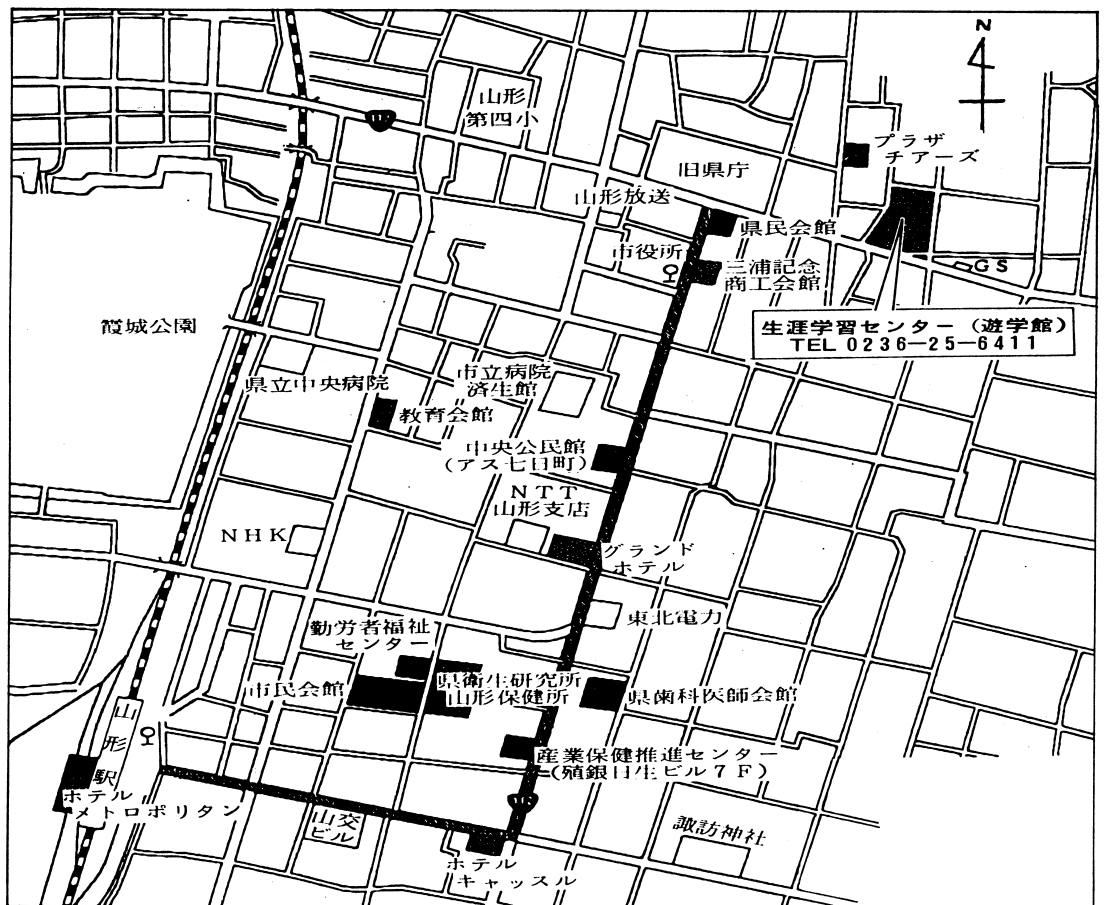 N
山形
第四小
プラザ
チアーズ
旧県庁
山形放送
県民会館
市役所
三浦記念
商工会館
GS
生涯学習センター（遊学館）
TEL 0236-25-6411
霞城公園
県立中央病院
市立病院
済生館
教育会館
中央公民館
（アス七日町）
NTT
山形支店
NHK
グランド
ホテル
東北電力
勤労者福祉
センター
県衛生研究所
山形保健所
市民会館
県歯科医師会館
山形駅
産業保健推進センター
（殖銀日生ビル7F）
ホテル
メトロポリタン
山交
ビル
諏訪神社
ホテル
キャッスル